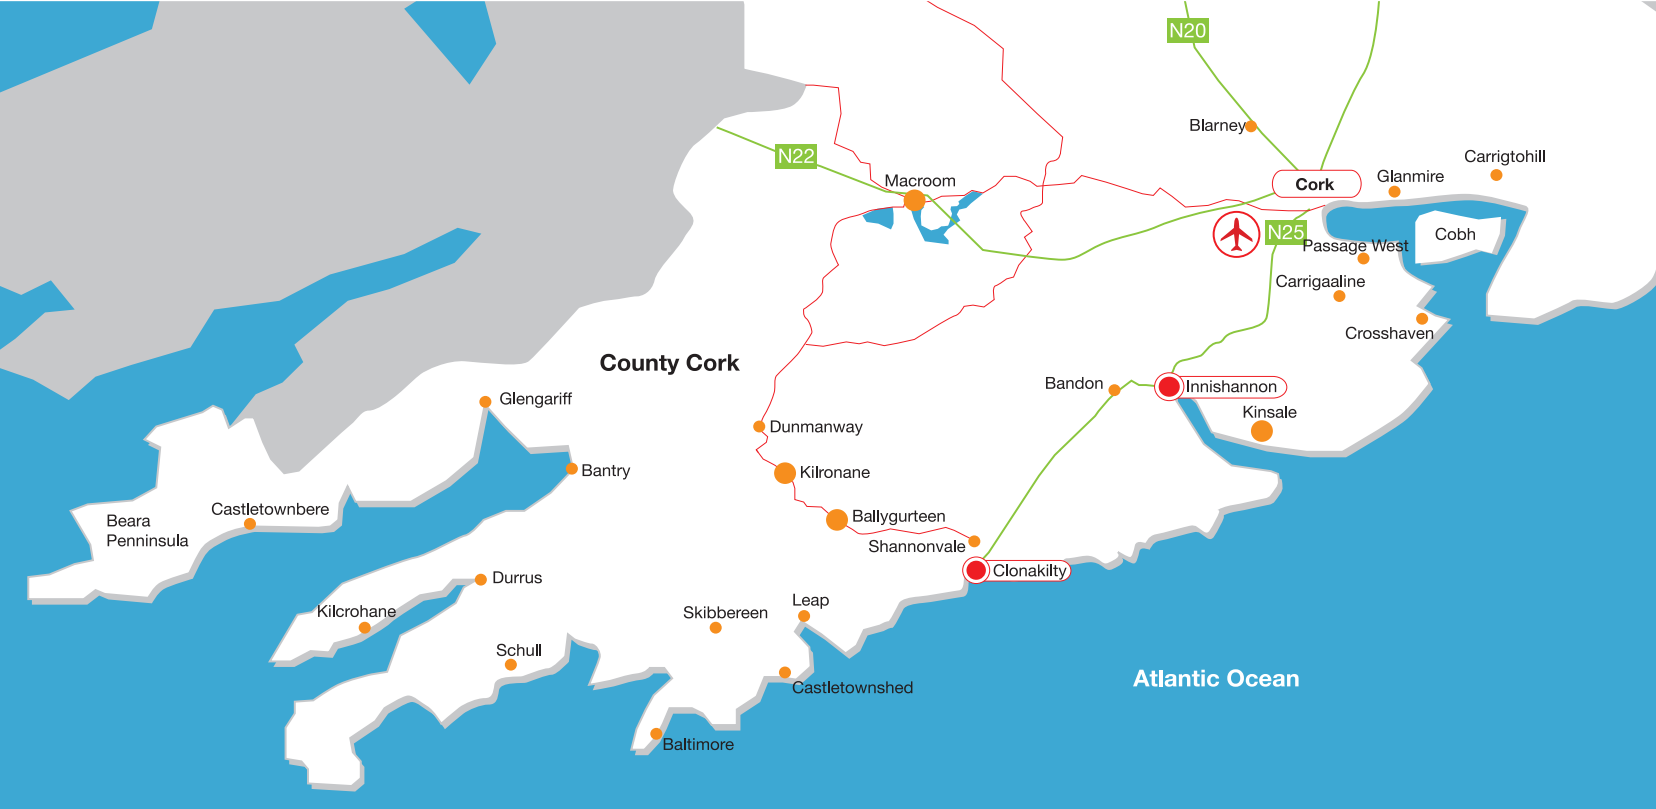 N20
Blarney
Carrigtohill
N22
Glanmire
Macroom
Cork
N25
Cobh
Passage West
Carrigaaline
Crosshaven
County Cork
Bandon
Innishannon
Glengariff
Kinsale
Dunmanway
Bantry
Kilronane
Castletownbere
Beara
Penninsula
Ballygurteen
Shannonvale
Clonakilty
Durrus
Leap
Kilcrohane
Skibbereen
Schull
Atlantic Ocean
Castletownshed
Baltimore